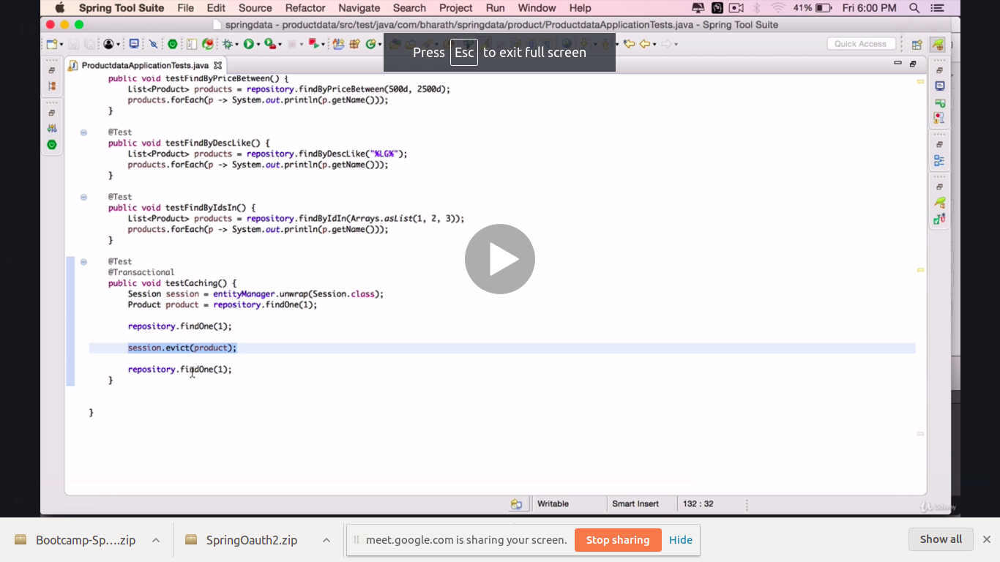 Spring Tool Suite File Edit Source Refactor Navigate Search Project Run Window Help 41% Fri 6:00 PM
springdata - productdata/src/test/java/com/bharath/springdata/product/ProductdataApplicationTests.java - Spring Tool Suite
Press Esc to exit full screen
Quick Access
ProductdataApplicationTests.java
public void testFindByPriceBetween() {
List<Product> products = repository.findByPriceBetween(500d, 2500d);
products.forEach(p -> System.out.println(p.getName()));
}
@Test
public void testFindByDescLike() {
List<Product> products = repository.findByDescLike("%LG%");
products.forEach(p -> System.out.println(p.getName()));
}
@Test
public void testFindByIdsIn() {
List<Product> products = repository.findByIdIn(Arrays.asList(1, 2, 3));
products.forEach(p -> System.out.println(p.getName()));
}
@Test
@Transactional
public void testCaching() {
Session session = entityManager.unwrap(Session.class);
Product product = repository.findOne(1);
repository.findOne(1);
session.evict(product);
repository.findOne(1);
}
}
Writable Smart Insert 132 : 32
Udemy
Bootcamp-Sp....zip SpringOauth2.zip meet.google.com is sharing your screen. Stop sharing Hide Show all